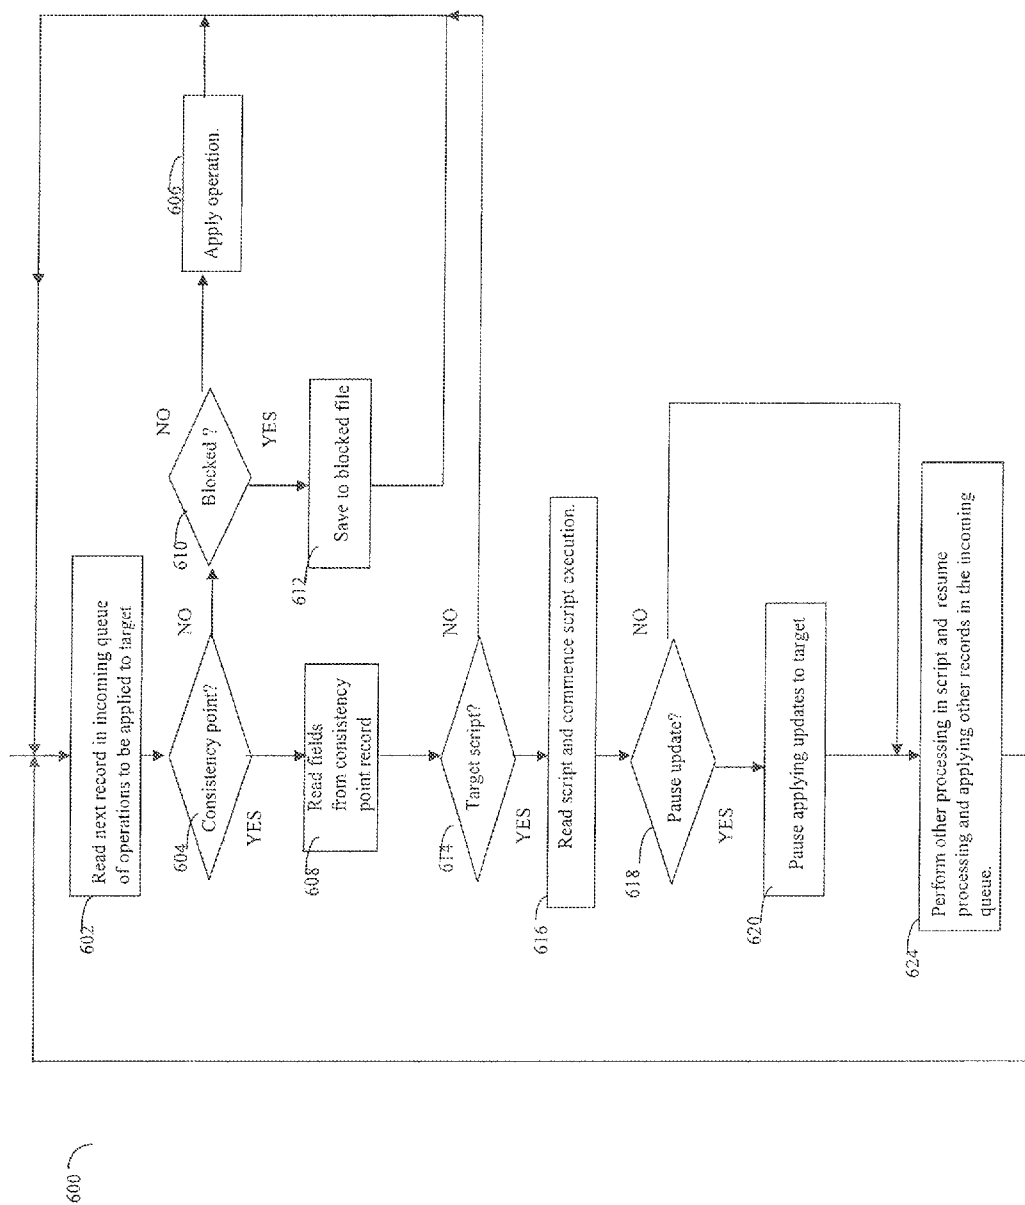 600
602
Read next record in incoming queue
of operations to be applied to target
604
Consistency point?
NO
YES
610
Blocked ?
NO
YES
606
Apply operation.
612
Save to blocked file
608
Read fields
from consistency
point record
614
Target script?
NO
YES
616
Read script and commence script execution.
618
Pause update?
NO
YES
620
Pause applying updates to target
624
Perform other processing in script and resume
processing and applying other records in the incoming
queue.